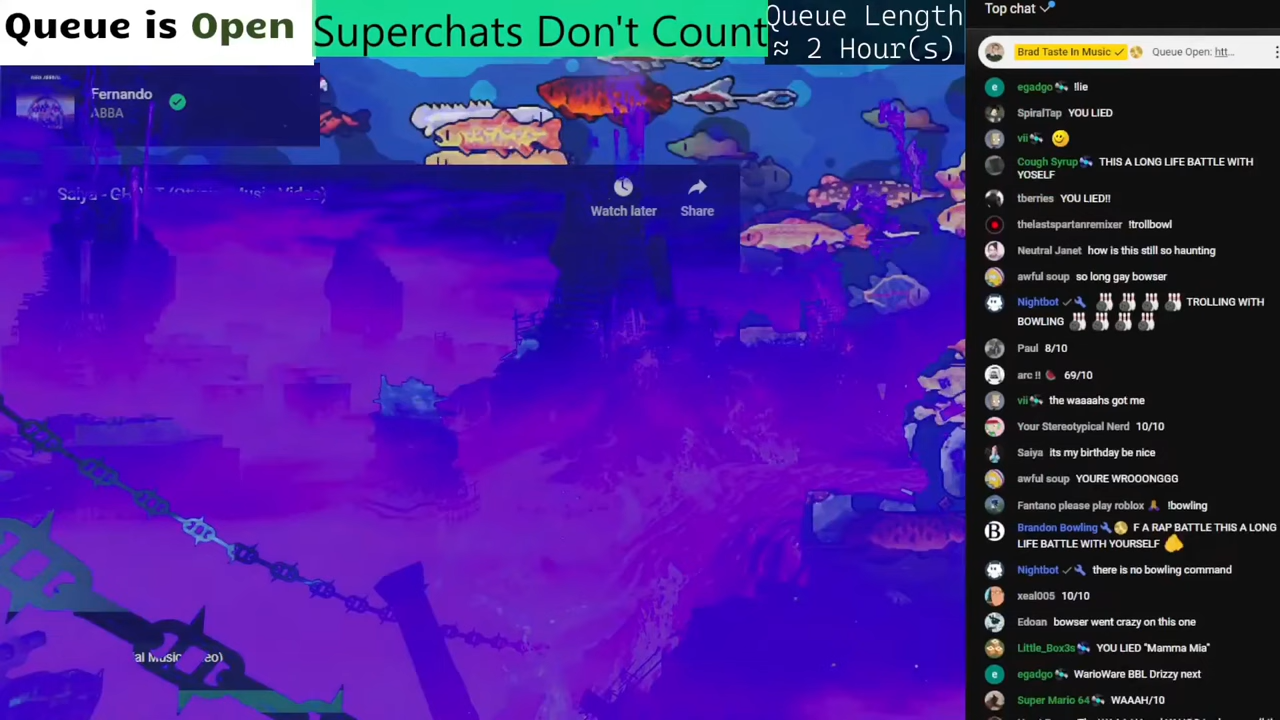 Queue is Open
Superchats Don't Count
Queue Length
≈ 2 Hour(s)
Fernando
ABBA
Watch later
Share
Top chat
Brad Taste In Music Queue Open: htt...
egadgo !lie
SpiralTap YOU LIED
vii
Cough Syrup THIS A LONG LIFE BATTLE WITH
YOSELF
tberries YOU LIED!!
thelastspartanremixer !trollbowl
Neutral Janet how is this still so haunting
awful soup so long gay bowser
Nightbot TROLLING WITH
BOWLING
Paul 8/10
arc !! 69/10
vii the waaaahs got me
Your Stereotypical Nerd 10/10
Saiya its my birthday be nice
awful soup YOURE WROOONGGG
Fantano please play roblox !bowling
Brandon Bowling F A RAP BATTLE THIS A LONG
LIFE BATTLE WITH YOURSELF
Nightbot there is no bowling command
xeal005 10/10
Edoan bowser went crazy on this one
Little_Box3s YOU LIED "Mamma Mia"
egadgo WarioWare BBL Drizzy next
Super Mario 64 WAAAH/10